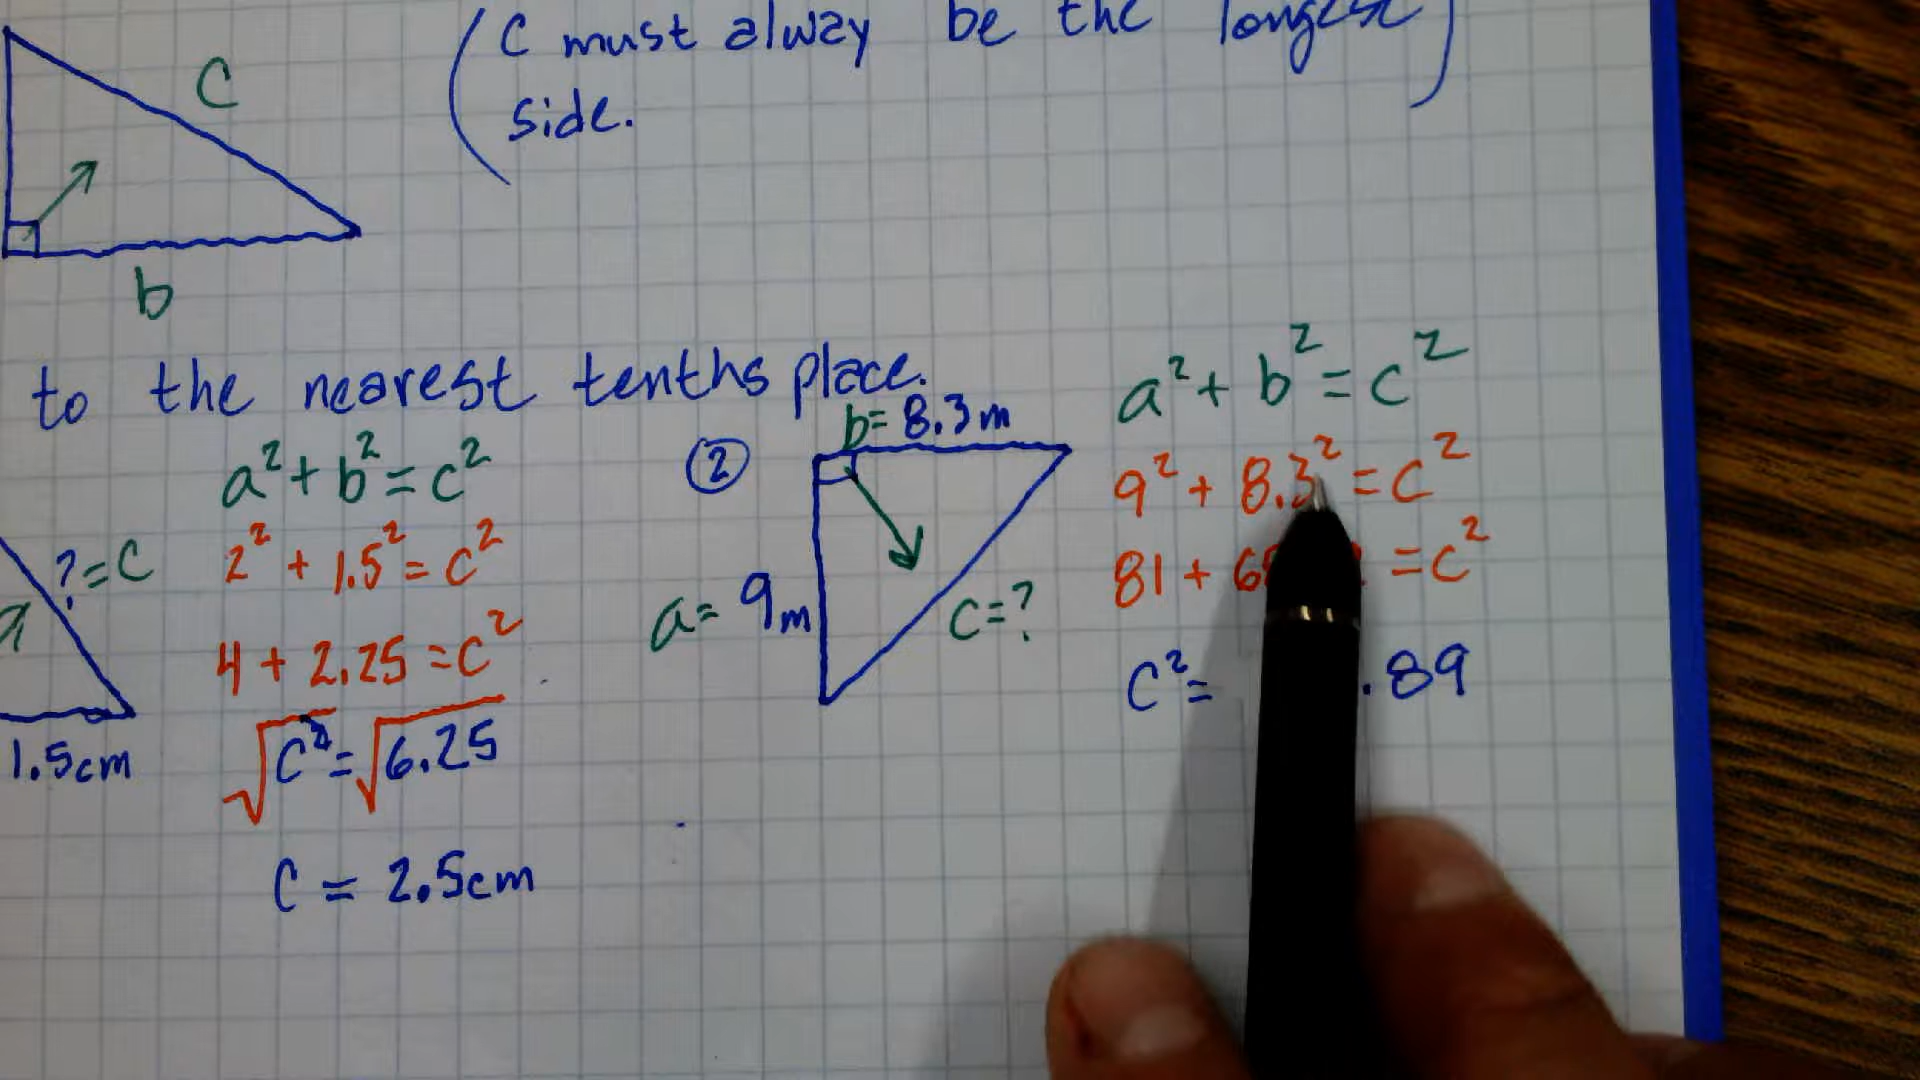 (C must alway be the longest
side.)
c
b
to the nearest tenths place.
a² + b² = c²
2² + 1.5² = c²
4 + 2.25 = c²
√c² = √6.25
c = 2.5cm
? = c
1.5cm
②
b = 8.3m
a = 9m
c = ?
a² + b² = c²
9² + 8.3² = c²
81 + 6 = c²
c² = .89